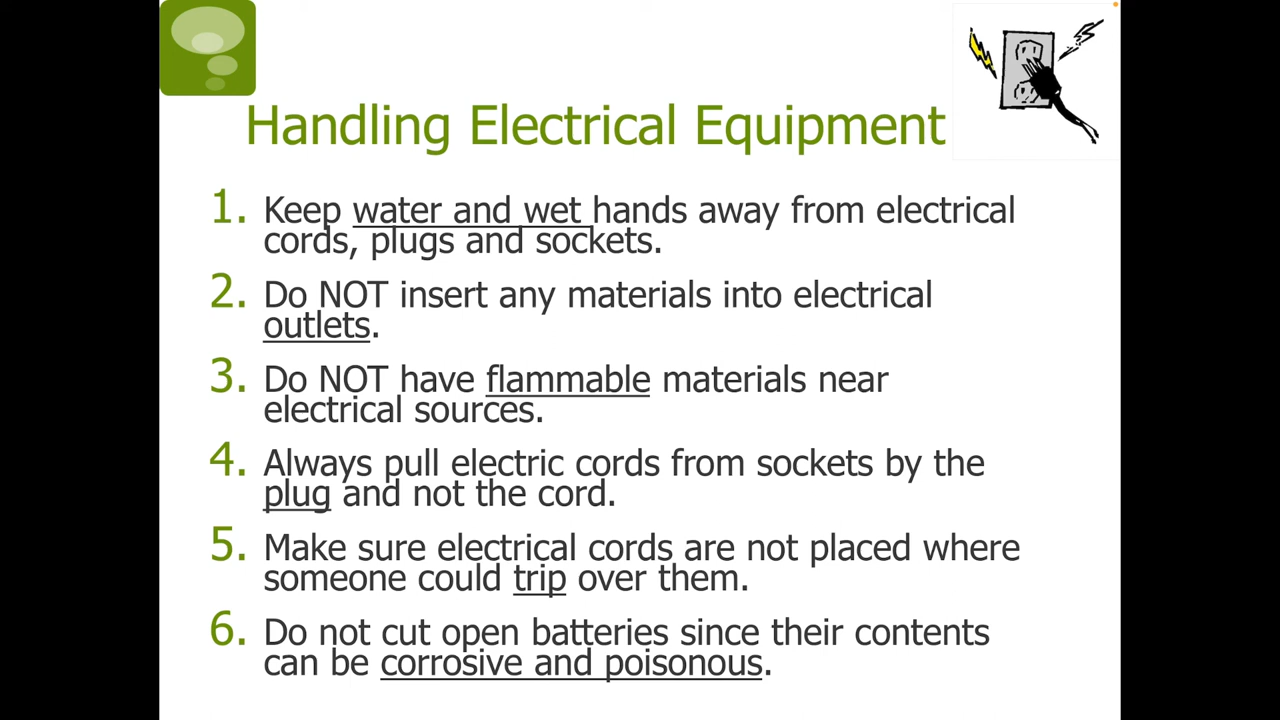 Handling Electrical Equipment
1. Keep water and wet hands away from electrical
cords, plugs and sockets.
2. Do NOT insert any materials into electrical
outlets.
3. Do NOT have flammable materials near
electrical sources.
4. Always pull electric cords from sockets by the
plug and not the cord.
5. Make sure electrical cords are not placed where
someone could trip over them.
6. Do not cut open batteries since their contents
can be corrosive and poisonous.